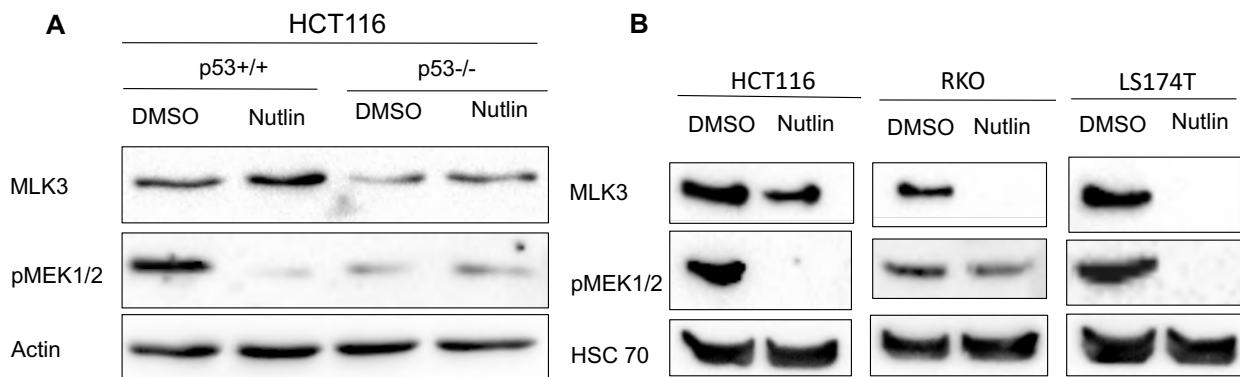 A
HCT116
p53+/+ p53-/-
DMSO Nutlin DMSO Nutlin
MLK3
pMEK1/2
Actin
B
HCT116 RKO LS174T
DMSO Nutlin DMSO Nutlin DMSO Nutlin
MLK3
pMEK1/2
HSC 70